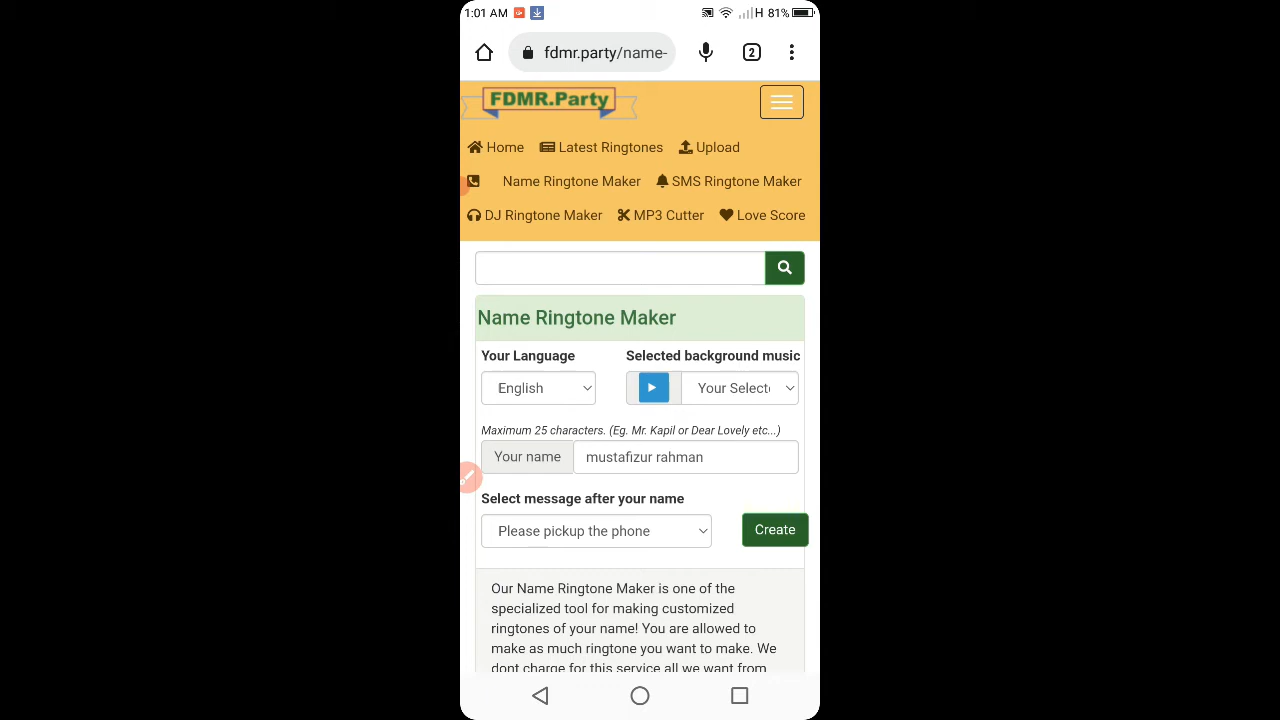 1:01 AM H 81%
fdmr.party/name- 2
FDMR.Party
Home Latest Ringtones Upload
Name Ringtone Maker SMS Ringtone Maker
DJ Ringtone Maker MP3 Cutter Love Score
Name Ringtone Maker
Your Language Selected background music
English Your Select
Maximum 25 characters. (Eg. Mr. Kapil or Dear Lovely etc...)
Your name mustafizur rahman
Select message after your name
Please pickup the phone Create
Our Name Ringtone Maker is one of the
specialized tool for making customized
ringtones of your name! You are allowed to
make as much ringtone you want to make. We
dont charge for this service all we want from